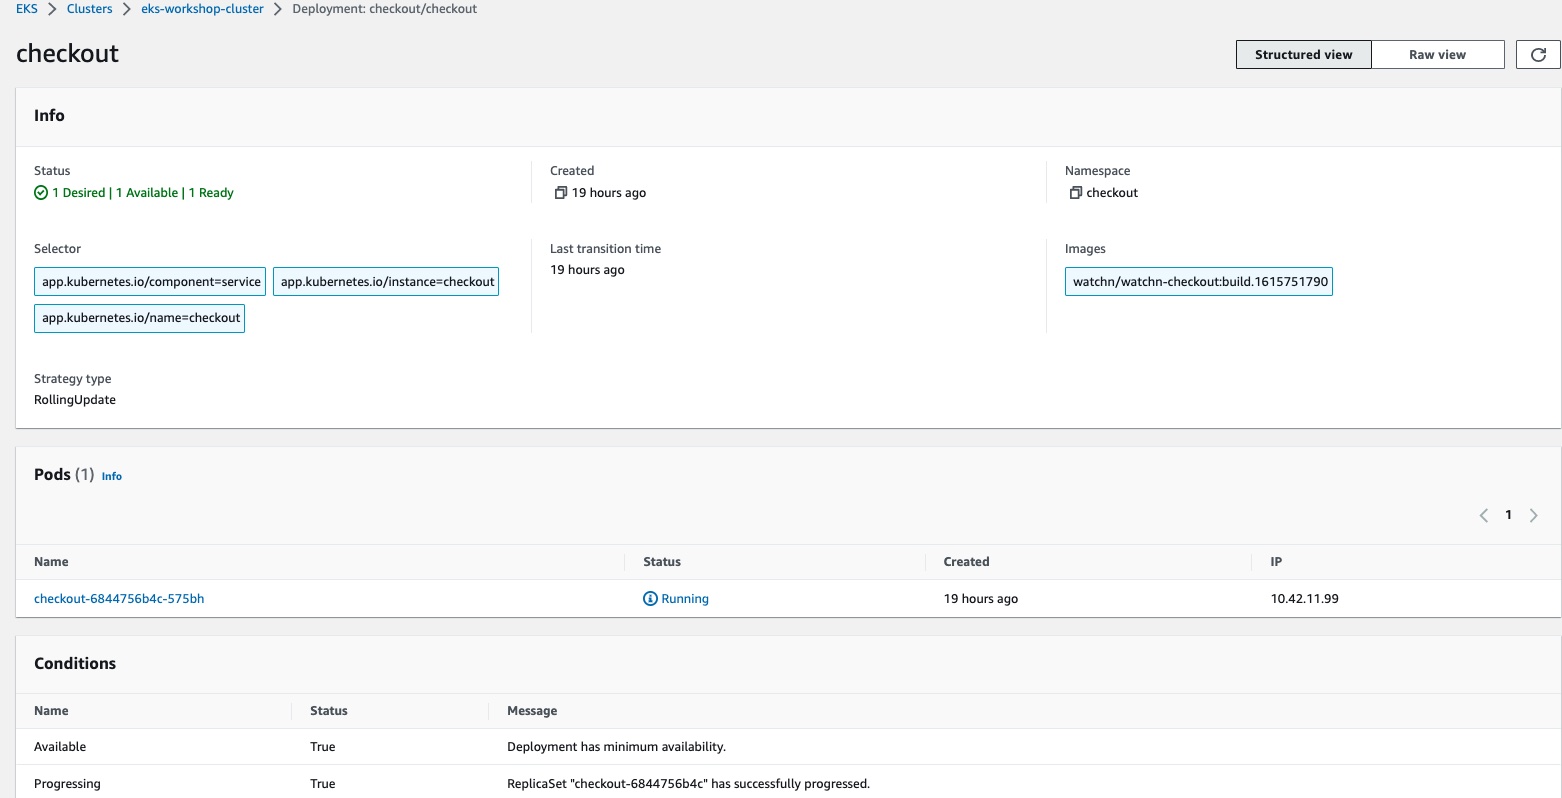 EKS > Clusters > eks-workshop-cluster > Deployment: checkout/checkout
checkout
Structured view Raw view
Info
Status Created Namespace
1 Desired | 1 Available | 1 Ready 19 hours ago checkout
Selector Last transition time Images
app.kubernetes.io/component=service app.kubernetes.io/instance=checkout 19 hours ago watchn/watchn-checkout:build.1615751790
app.kubernetes.io/name=checkout
Strategy type
RollingUpdate
Pods (1) Info
< 1 >
Name Status Created IP
checkout-6844756b4c-575bh Running 19 hours ago 10.42.11.99
Conditions
Name Status Message
Available True Deployment has minimum availability.
Progressing True ReplicaSet "checkout-6844756b4c" has successfully progressed.